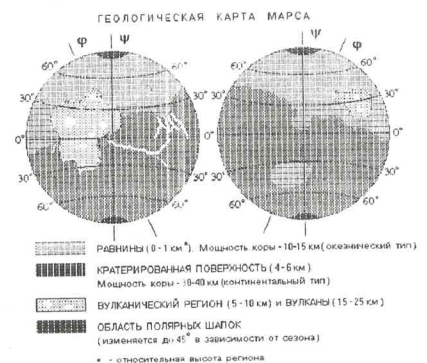 ГЕОЛОГИЧЕСКАЯ КАРТА МАРСА
φ ψ ψ φ
60° 60° 60° 60°
30° 30° 30° 30°
0° 0° 0° 0°
30° 30° 30° 30°
60° 60° 60° 60°
РАВНИНЫ (0-1 км*). Мощность коры -10-15 км (океанический тип)
КРАТЕРИРОВАННАЯ ПОВЕРХНОСТЬ (4-6 км)
Мощность коры -30-40 км (континентальный тип)
ВУЛКАНИЧЕСКИЙ РЕГИОН (5-10 км) и ВУЛКАНЫ (15-25 км)
ОБЛАСТЬ ПОЛЯРНЫХ ШАПОК
(изменяется до 45° в зависимости от сезона)
* - относительная высота региона